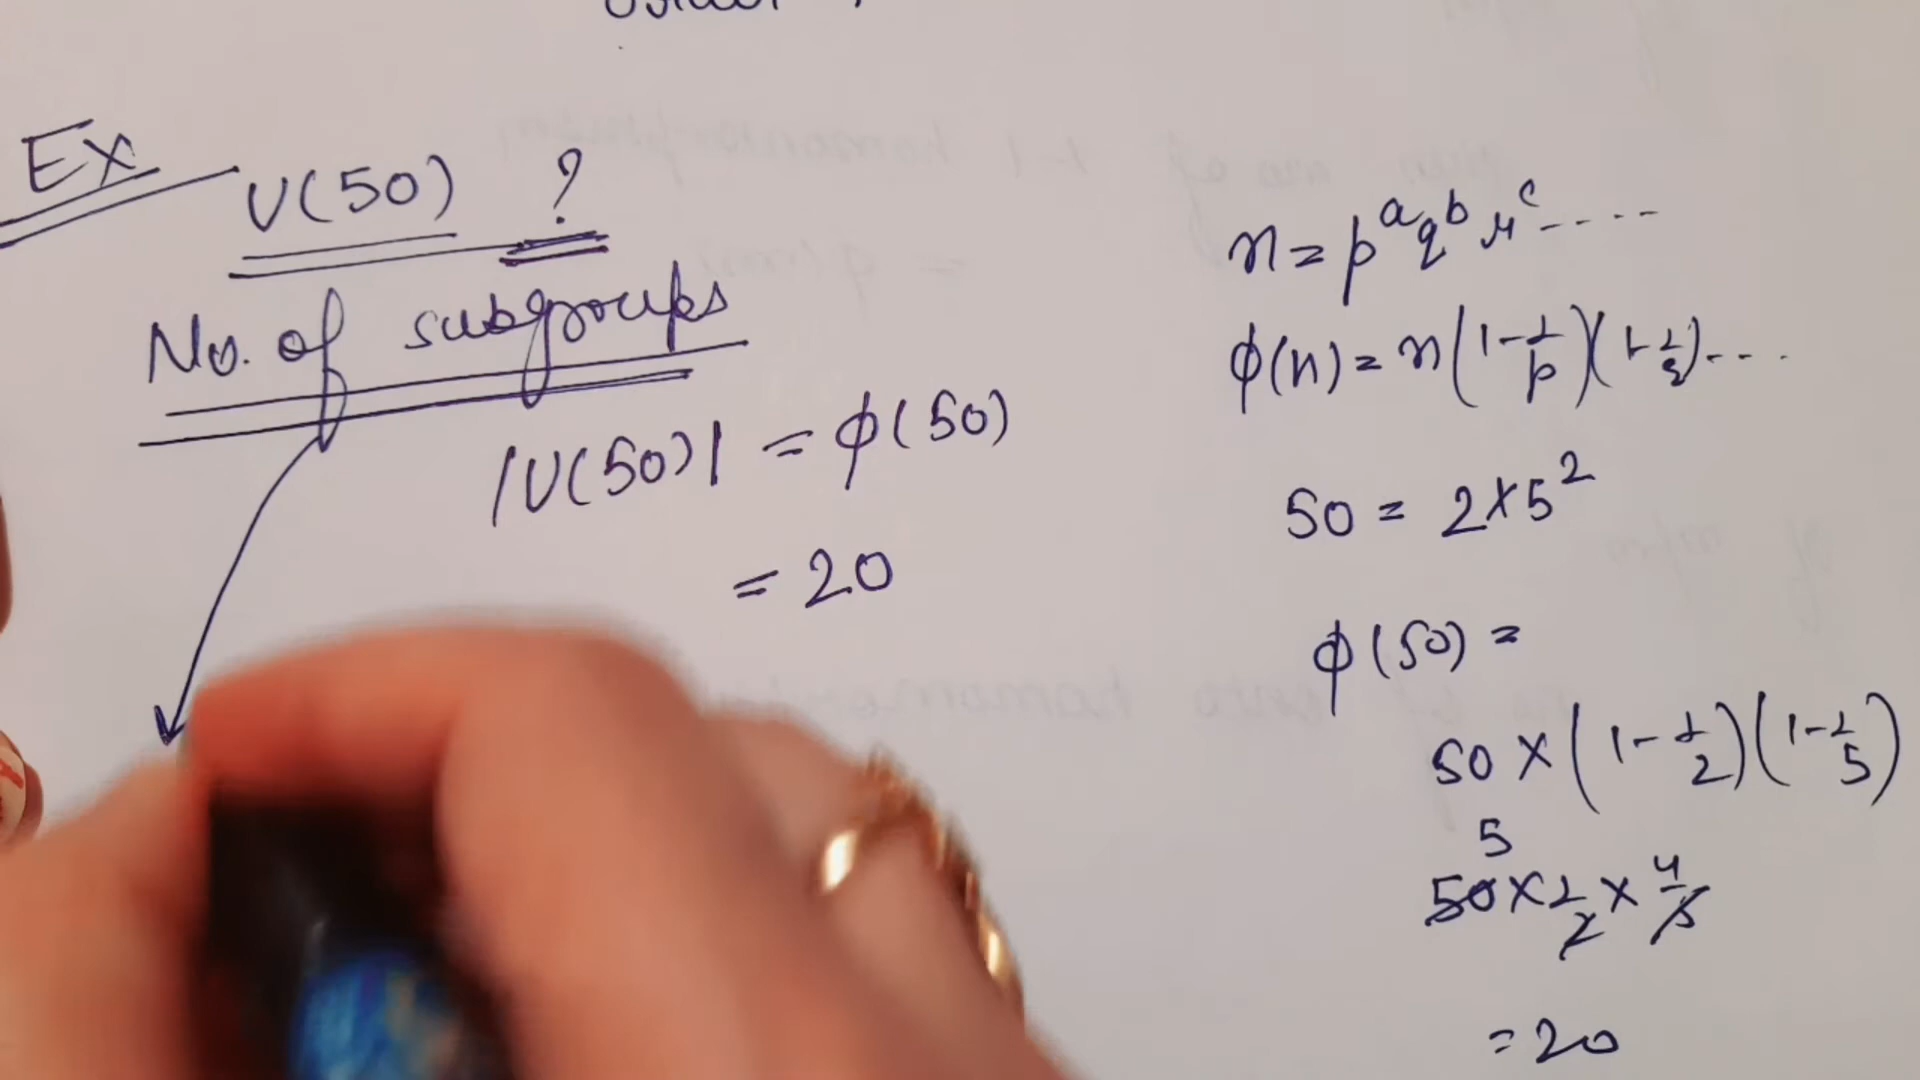 Ex U(50) ?
No. of subgroups
|U(50)| = φ(50)
= 20
n = p^a q^b r^c -----
φ(n) = n(1-1/p)(1-1/q)----
50 = 2×5^2
φ(50) =
50 × (1-1/2)(1-1/5)
5
50×1/2×4/5
=20